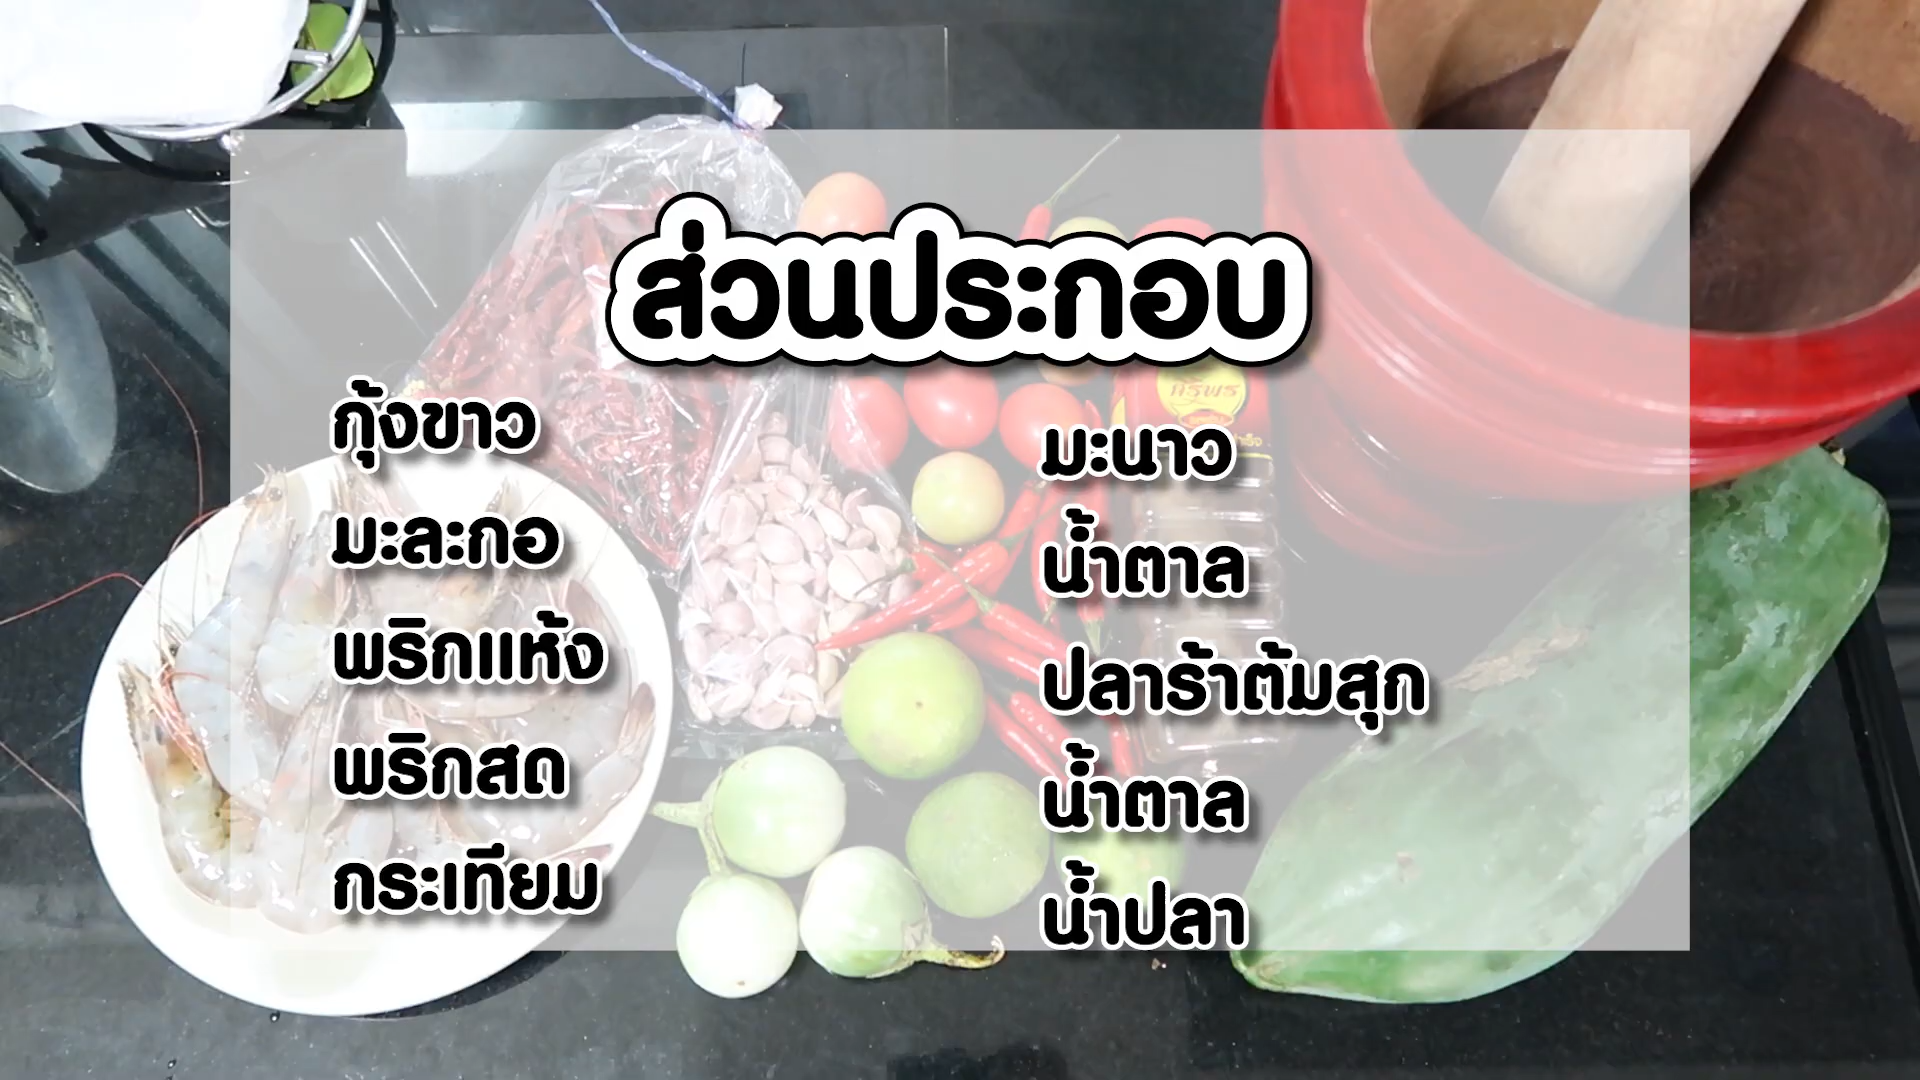 ส่วนประกอบ
กุ้งขาว
มะละกอ
พริกแห้ง
พริกสด
กระเทียม
มะนาว
น้ำตาล
ปลาร้าต้มสุก
น้ำตาล
น้ำปลา